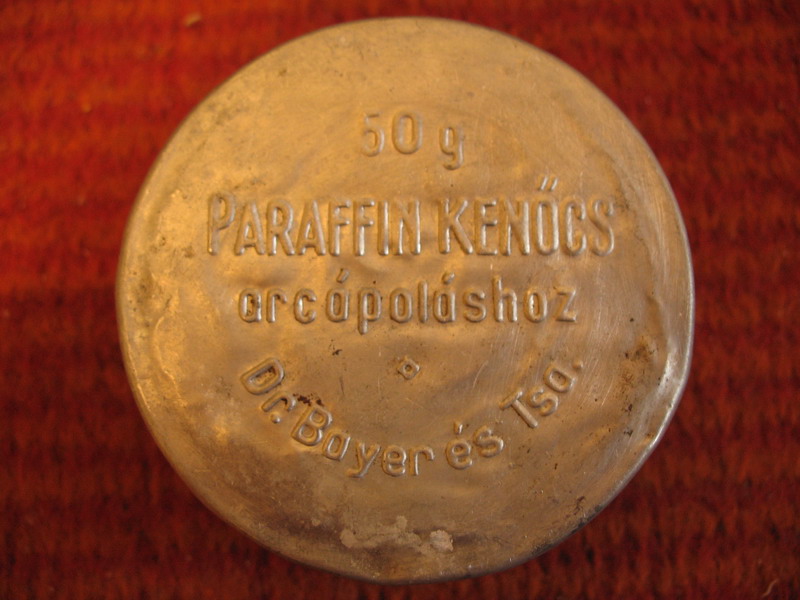 50 g
PARAFFIN KENŐCS
arcápoláshoz
Dr. Bayer és Tsa.